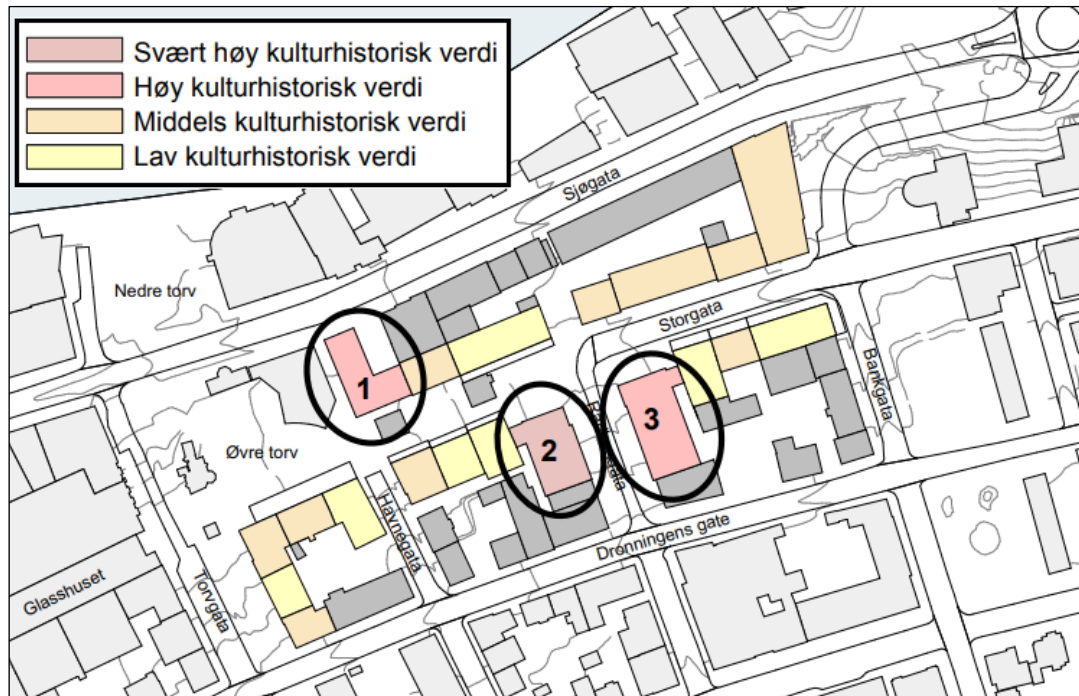 Svært høy kulturhistorisk verdi
Høy kulturhistorisk verdi
Middels kulturhistorisk verdi
Lav kulturhistorisk verdi
Sjøgata
Nedre torv
Storgata
Bankgata
1
3
2
Øvre torv
Havnegata
Dronningens gate
Glasshuset
Torvgata